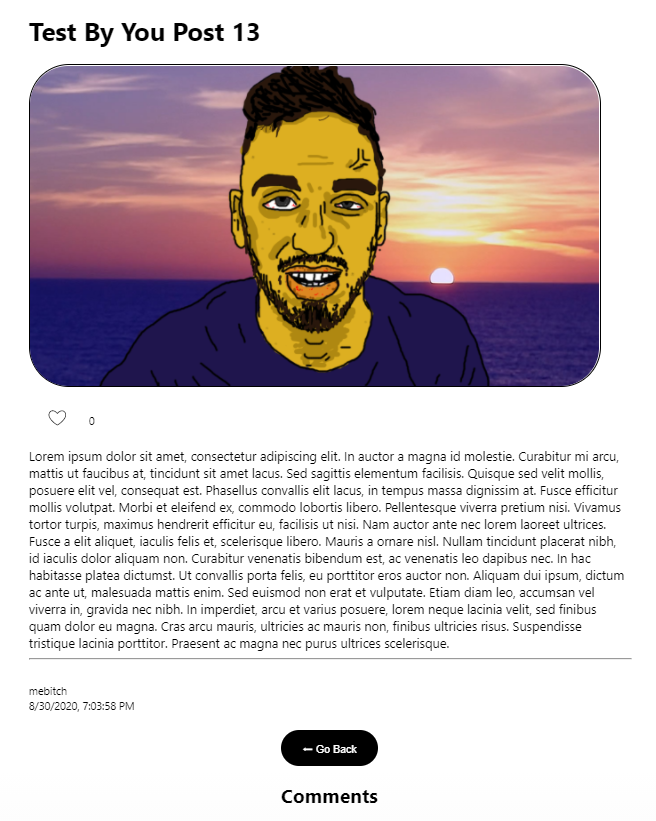 Test By You Post 13
0
Lorem ipsum dolor sit amet, consectetur adipiscing elit. In auctor a magna id molestie. Curabitur mi arcu,
mattis ut faucibus at, tincidunt sit amet lacus. Sed sagittis elementum facilisis. Quisque sed velit mollis,
posuere elit vel, consequat est. Phasellus convallis elit lacus, in tempus massa dignissim at. Fusce efficitur
mollis volutpat. Morbi et eleifend ex, commodo lobortis libero. Pellentesque viverra pretium nisi. Vivamus
tortor turpis, maximus hendrerit efficitur eu, facilisis ut nisi. Nam auctor ante nec lorem laoreet ultrices.
Fusce a elit aliquet, iaculis felis et, scelerisque libero. Mauris a ornare nisl. Nullam tincidunt placerat nibh,
id iaculis dolor aliquam non. Curabitur venenatis bibendum est, ac venenatis leo dapibus nec. In hac
habitasse platea dictumst. Ut convallis porta felis, eu porttitor eros auctor non. Aliquam dui ipsum, dictum
ac ante ut, malesuada mattis enim. Sed euismod non erat et vulputate. Etiam diam leo, accumsan vel
viverra in, gravida nec nibh. In imperdiet, arcu et varius posuere, lorem neque lacinia velit, sed finibus
quam dolor eu magna. Cras arcu mauris, ultricies ac mauris non, finibus ultricies risus. Suspendisse
tristique lacinia porttitor. Praesent ac magna nec purus ultrices scelerisque.
mebitch
8/30/2020, 7:03:58 PM
← Go Back
Comments